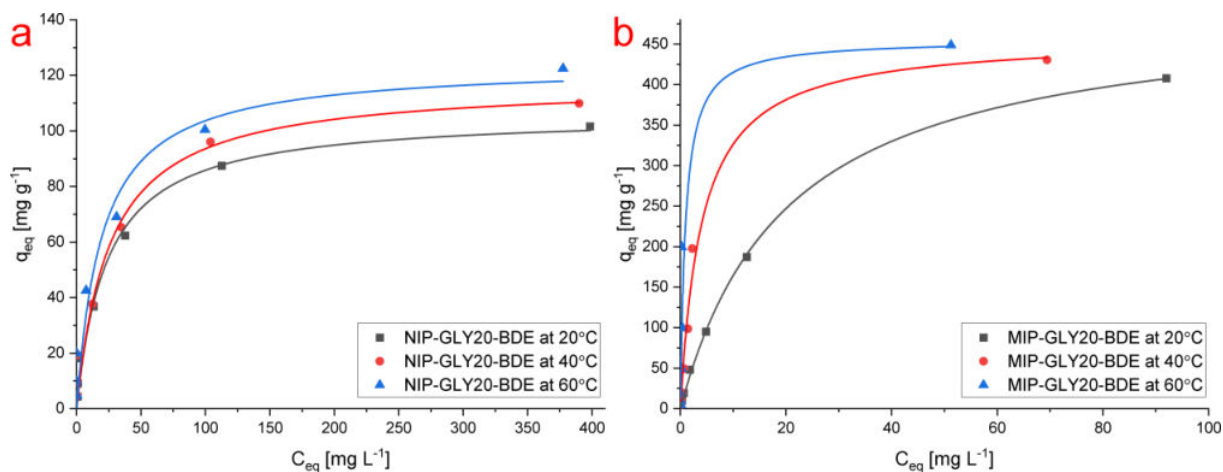 a
q_eq [mg g⁻¹]
140
120
100
80
60
40
20
0
0
50
100
150
200
250
300
350
400
C_eq [mg L⁻¹]
NIP-GLY20-BDE at 20°C
NIP-GLY20-BDE at 40°C
NIP-GLY20-BDE at 60°C
b
q_eq [mg g⁻¹]
450
400
350
300
250
200
150
100
50
0
0
20
40
60
80
100
C_eq [mg L⁻¹]
MIP-GLY20-BDE at 20°C
MIP-GLY20-BDE at 40°C
MIP-GLY20-BDE at 60°C